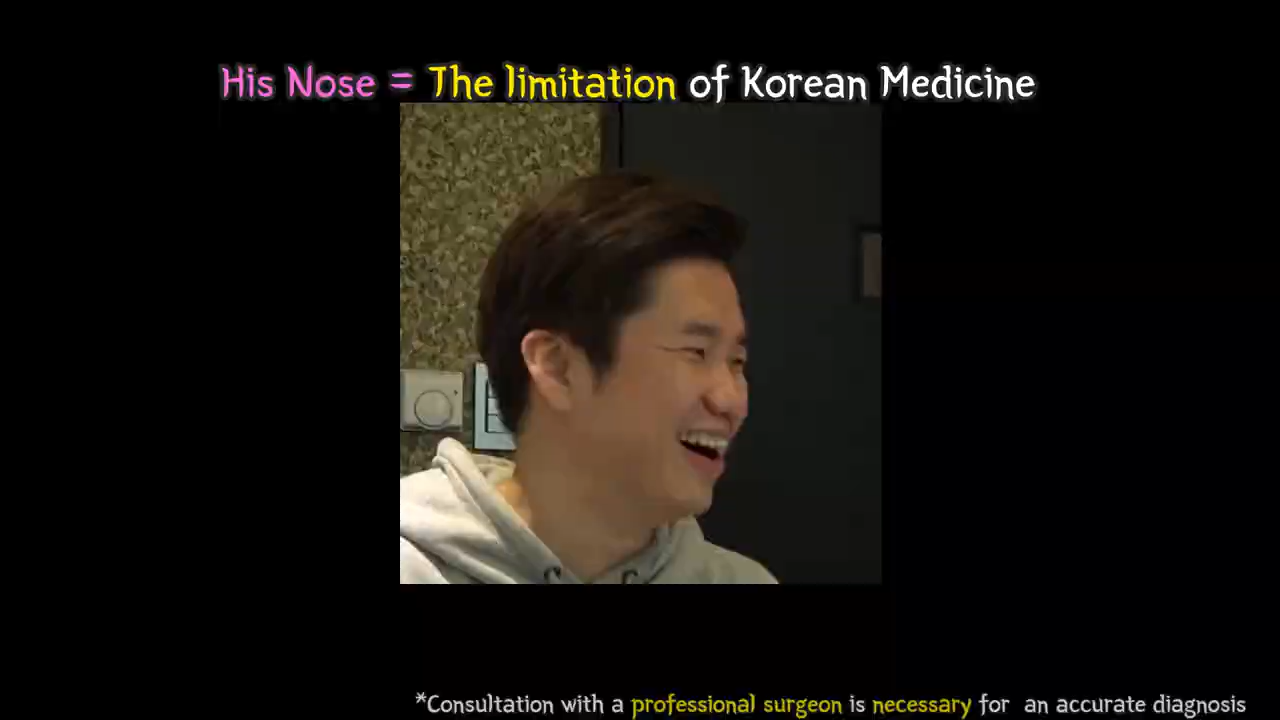 His Nose = The limitation of Korean Medicine
*Consultation with a professional surgeon is necessary for an accurate diagnosis